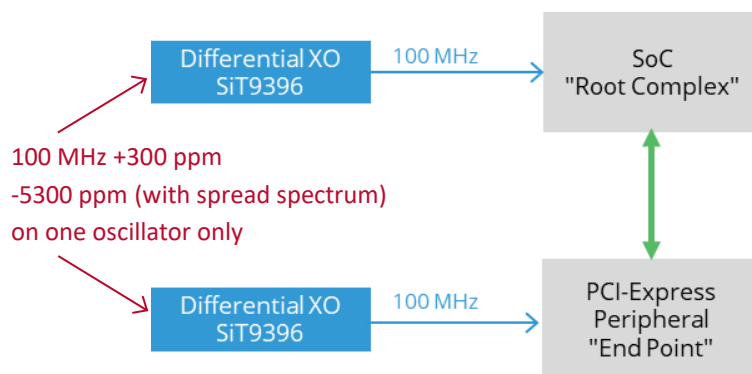 Differential XO
SiT9396
100 MHz
SoC
"Root Complex"
100 MHz +300 ppm
-5300 ppm (with spread spectrum)
on one oscillator only
Differential XO
SiT9396
100 MHz
PCI-Express
Peripheral
"End Point"